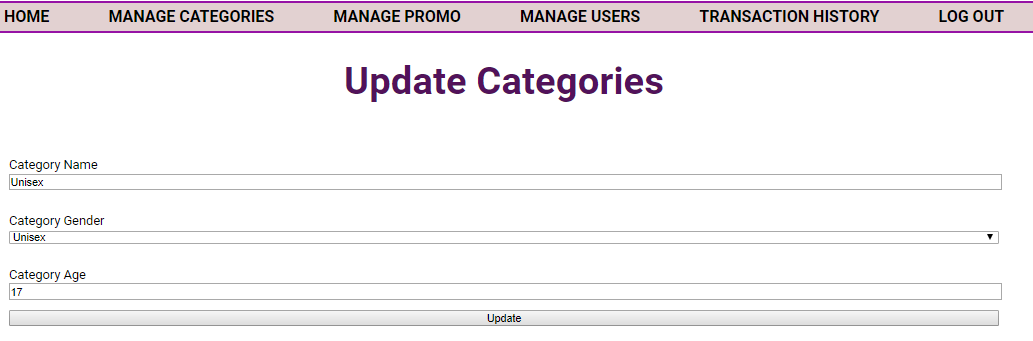 HOME MANAGE CATEGORIES MANAGE PROMO MANAGE USERS TRANSACTION HISTORY LOG OUT
Update Categories
Category Name
Unisex
Category Gender
Unisex
Category Age
17
Update